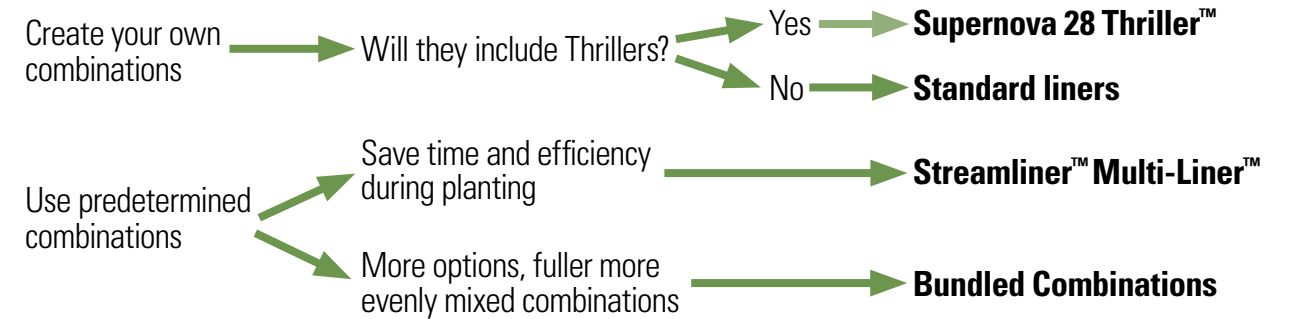 Create your own
combinations
Will they include Thrillers?
Yes
Supernova 28 Thriller™
No
Standard liners
Use predetermined
combinations
Save time and efficiency
during planting
Streamliner™ Multi-Liner™
More options, fuller more
evenly mixed combinations
Bundled Combinations